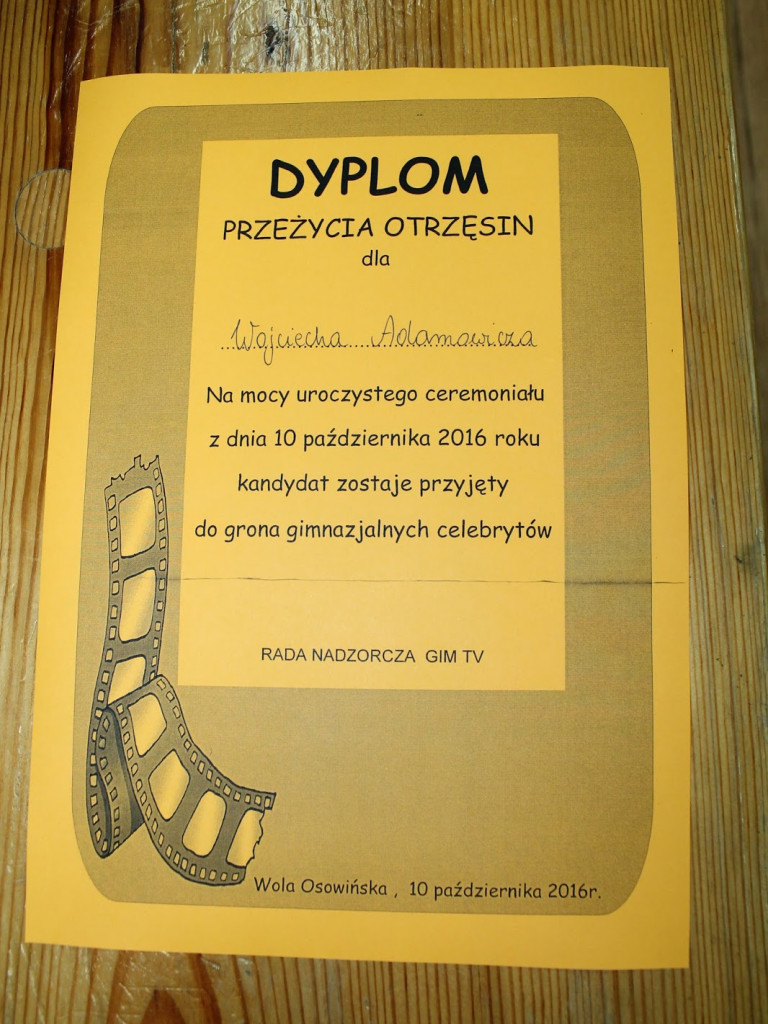 DYPLOM
PRZEŻYCIA OTRZĘSIN
dla
Wojciecha Adamowicza
Na mocy uroczystego ceremoniału
z dnia 10 października 2016 roku
kandydat zostaje przyjęty
do grona gimnazjalnych celebrytów
RADA NADZORCZA GIM TV
Wola Osowińska , 10 października 2016r.